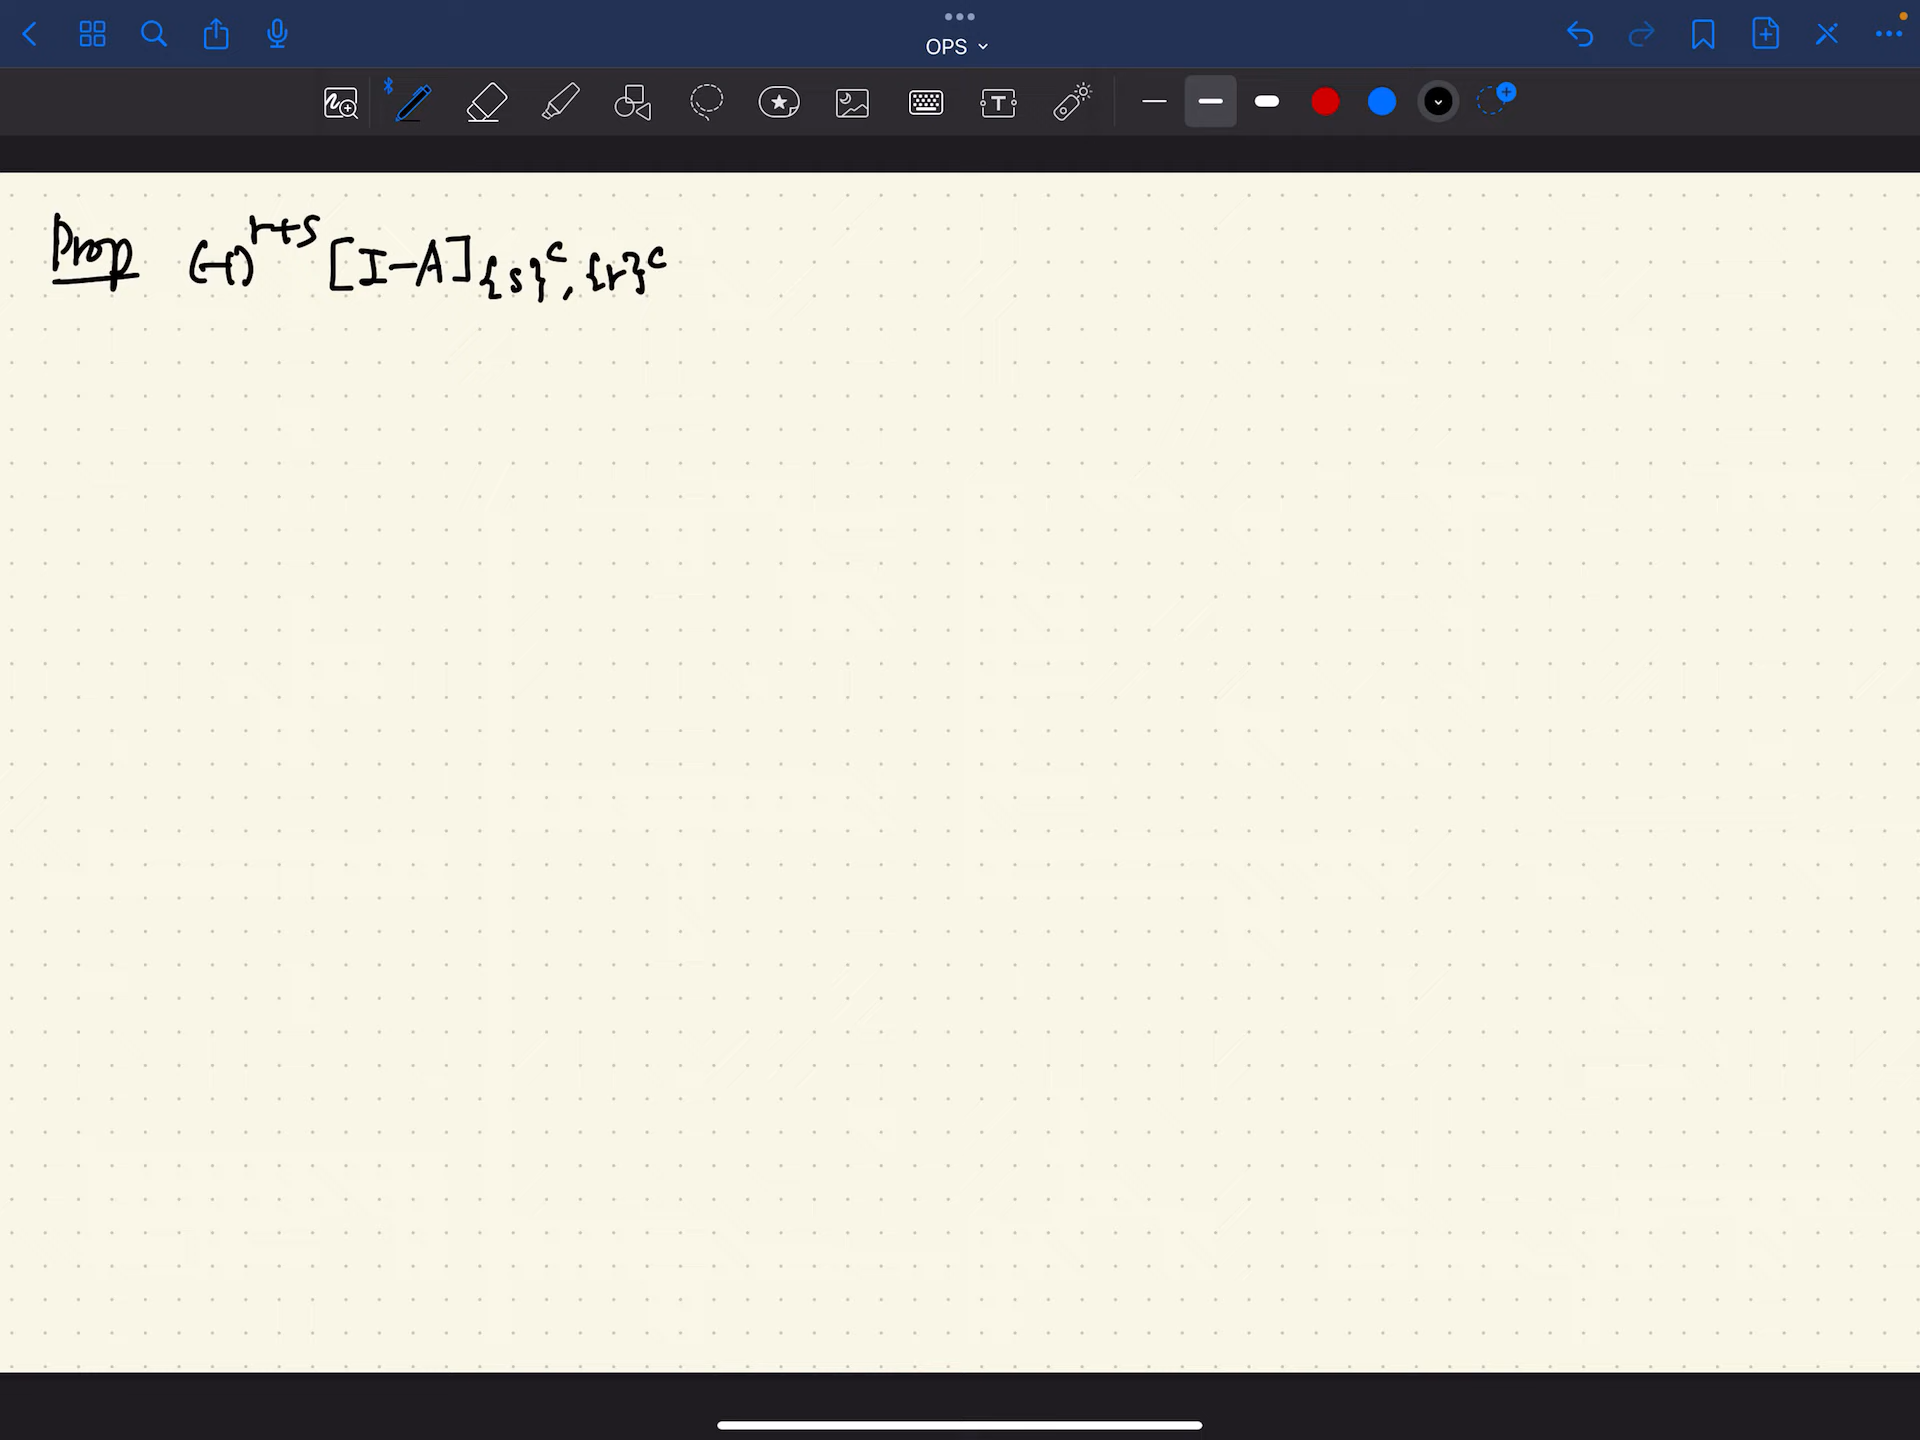 OPS
T
Prop (-1)^{r+s} [I-A]_{{s}^c, {r}^c}